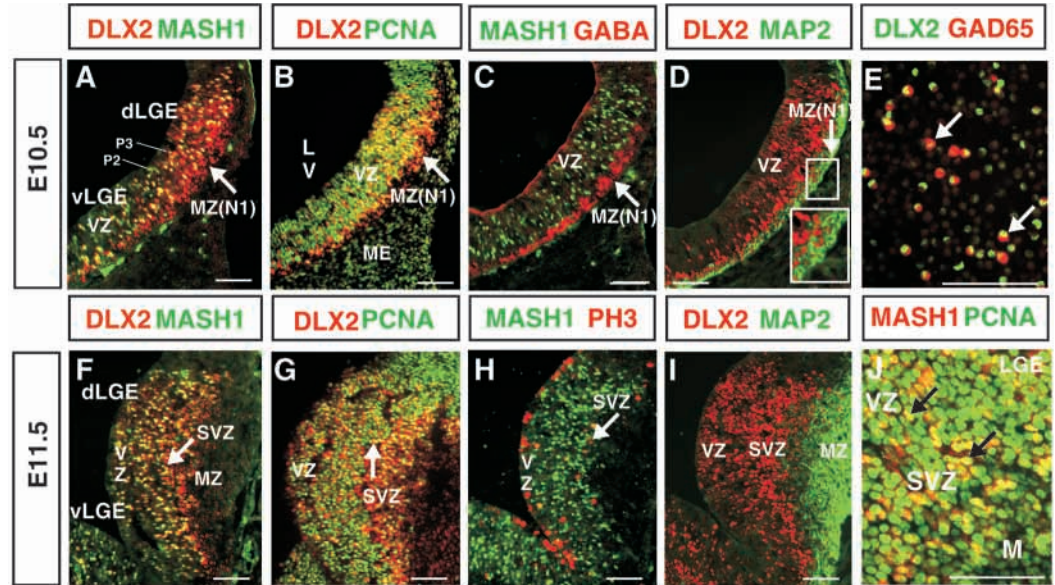 DLX2 MASH1
DLX2 PCNA
MASH1 GABA
DLX2 MAP2
DLX2 GAD65
E10.5
A
dLGE
P3
P2
vLGE
VZ
MZ(N1)
B
L
V
VZ
MZ(N1)
ME
C
VZ
MZ(N1)
D
MZ(N1)
VZ
E
DLX2 MASH1
DLX2 PCNA
MASH1 PH3
DLX2 MAP2
MASH1 PCNA
E11.5
F
dLGE
SVZ
V
Z
MZ
vLGE
G
VZ
SVZ
H
SVZ
V
Z
I
VZ
SVZ
MZ
J
LGE
VZ
SVZ
M